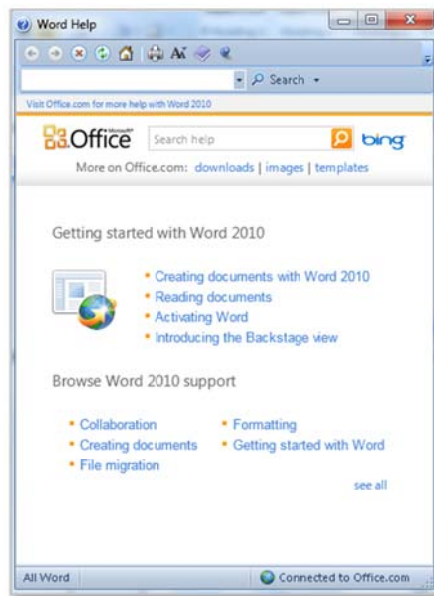 Word Help
Search
Visit Office.com for more help with Word 2010
Office
Search help
bing
More on Office.com: downloads | images | templates
Getting started with Word 2010
Creating documents with Word 2010
Reading documents
Activating Word
Introducing the Backstage view
Browse Word 2010 support
Collaboration
Formatting
Creating documents
Getting started with Word
File migration
see all
All Word
Connected to Office.com